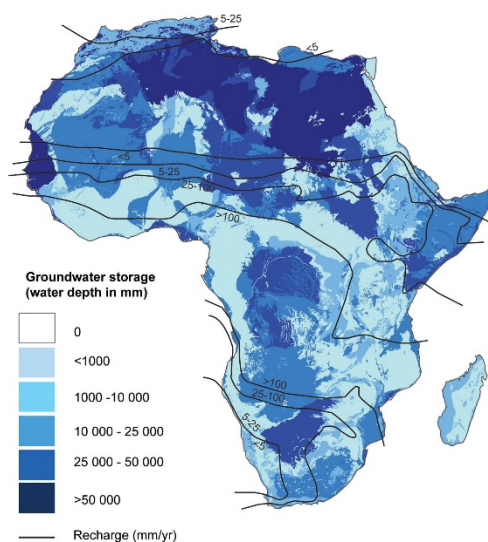 5-25
<5
<5
5-25
25-100
>100
Groundwater storage
(water depth in mm)
0
<1000
1000 -10 000
10 000 - 25 000
25 000 - 50 000
>50 000
Recharge (mm/yr)
>100
25-100
5-25
<5